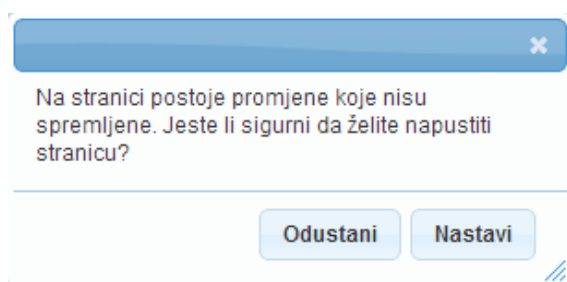 Na stranici postoje promjene koje nisu
spremljene. Jeste li sigurni da želite napustiti
stranicu?
Odustani Nastavi